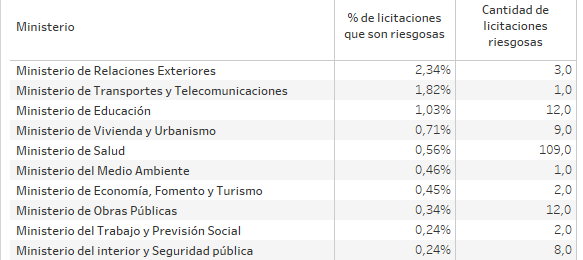 Ministerio % de licitaciones que son riesgosas Cantidad de licitaciones riesgosas
Ministerio de Relaciones Exteriores 2,34% 3,0
Ministerio de Transportes y Telecomunicaciones 1,82% 1,0
Ministerio de Educación 1,03% 12,0
Ministerio de Vivienda y Urbanismo 0,71% 9,0
Ministerio de Salud 0,56% 109,0
Ministerio del Medio Ambiente 0,46% 1,0
Ministerio de Economía, Fomento y Turismo 0,45% 2,0
Ministerio de Obras Públicas 0,34% 12,0
Ministerio del Trabajo y Previsión Social 0,24% 2,0
Ministerio del interior y Seguridad pública 0,24% 8,0